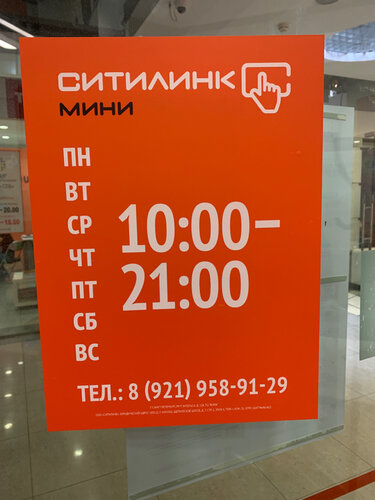 СИТИЛИНК
МИНИ
ПН
ВТ
СР
ЧТ
ПТ
СБ
ВС
10:00–
21:00
ТЕЛ.: 8 (921) 958-91-29